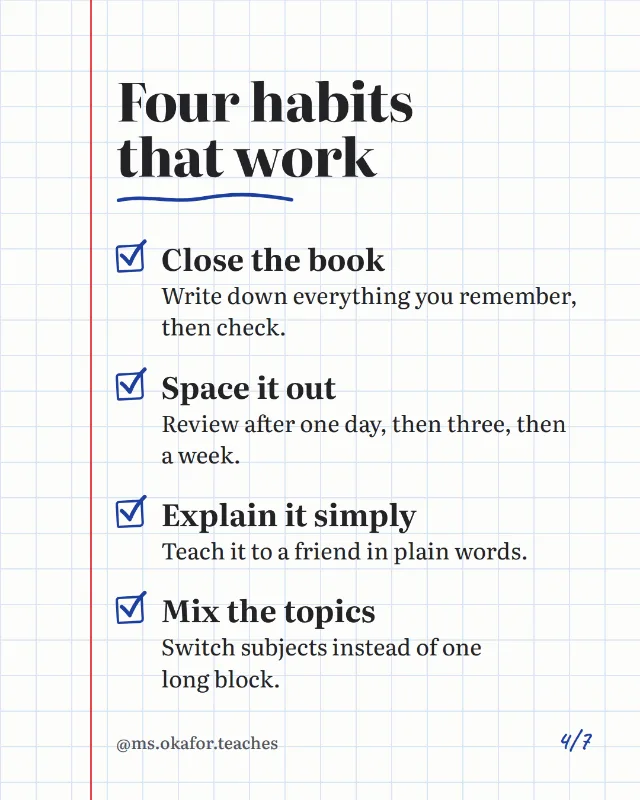 Four habits
that work
Close the book
Write down everything you remember,
then check.
Space it out
Review after one day, then three, then
a week.
Explain it simply
Teach it to a friend in plain words.
Mix the topics
Switch subjects instead of one
long block.
@ms.okafor.teaches
4/7